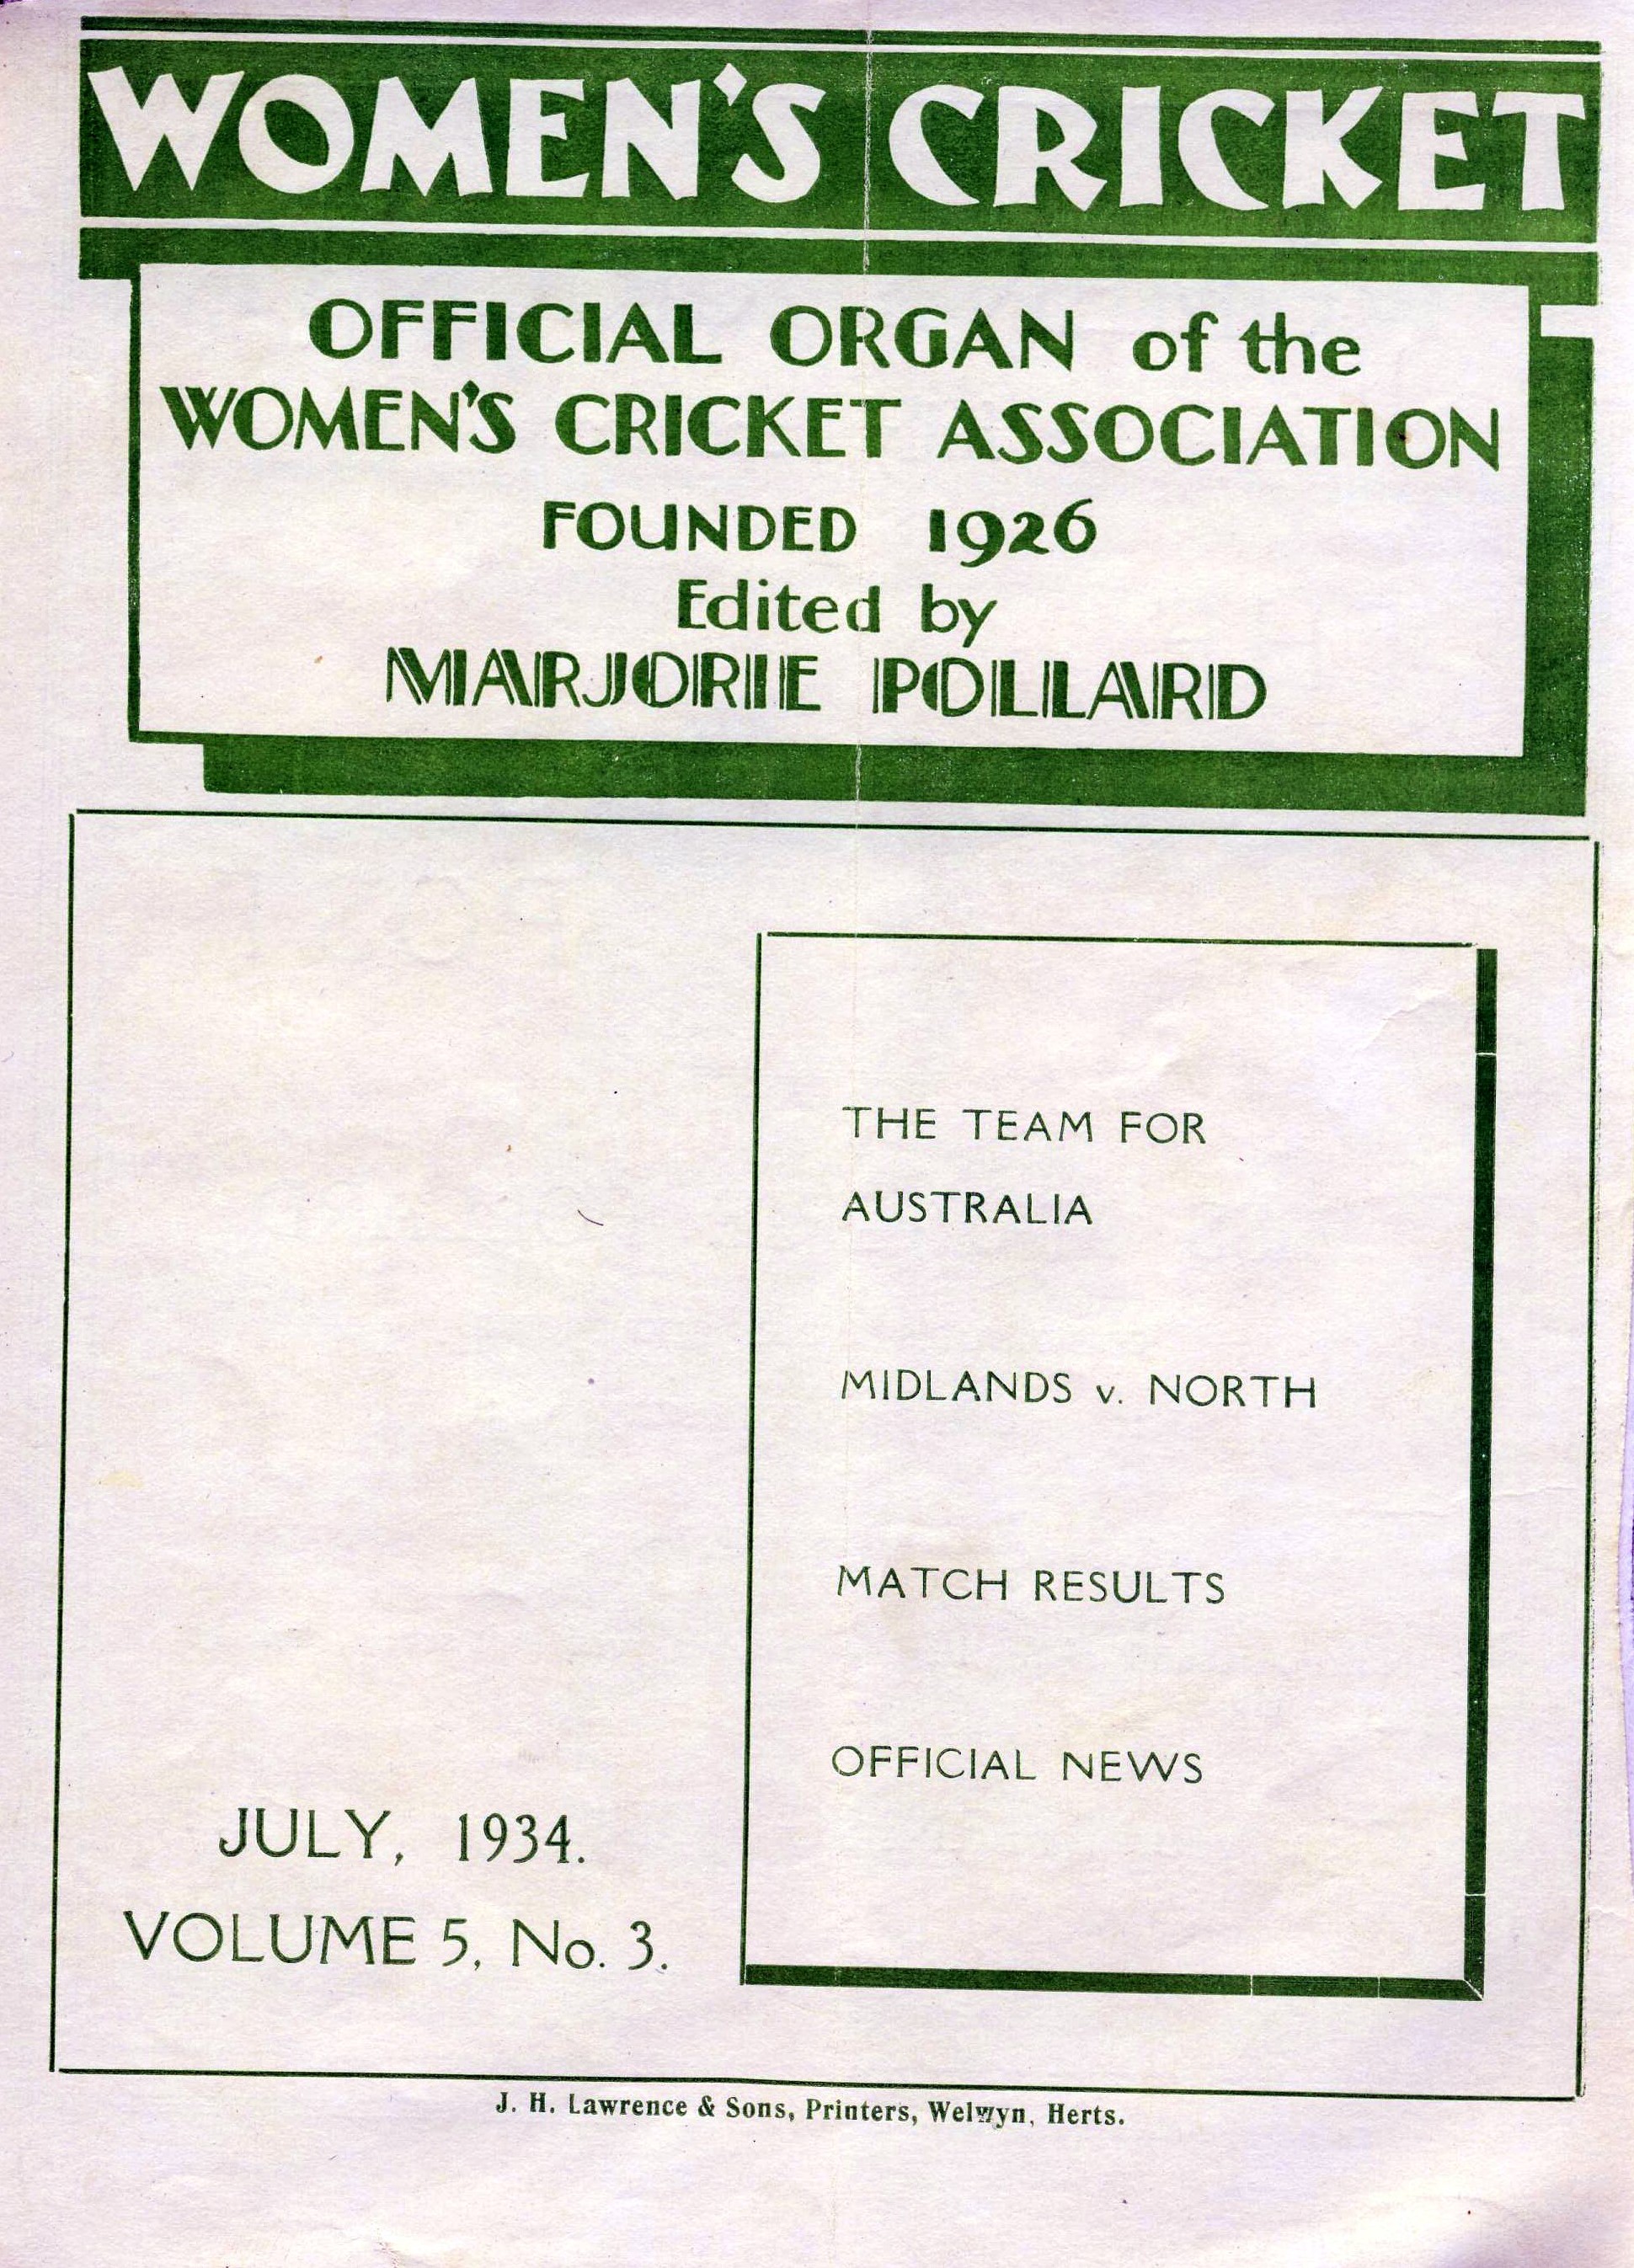 WOMEN'S CRICKET
OFFICIAL ORGAN of the
WOMEN'S CRICKET ASSOCIATION
FOUNDED 1926
Edited by
MARJORIE POLLARD
THE TEAM FOR
AUSTRALIA
MIDLANDS v. NORTH
MATCH RESULTS
OFFICIAL NEWS
JULY, 1934.
VOLUME 5, No. 3.
J. H. Lawrence & Sons, Printers, Welwyn, Herts.